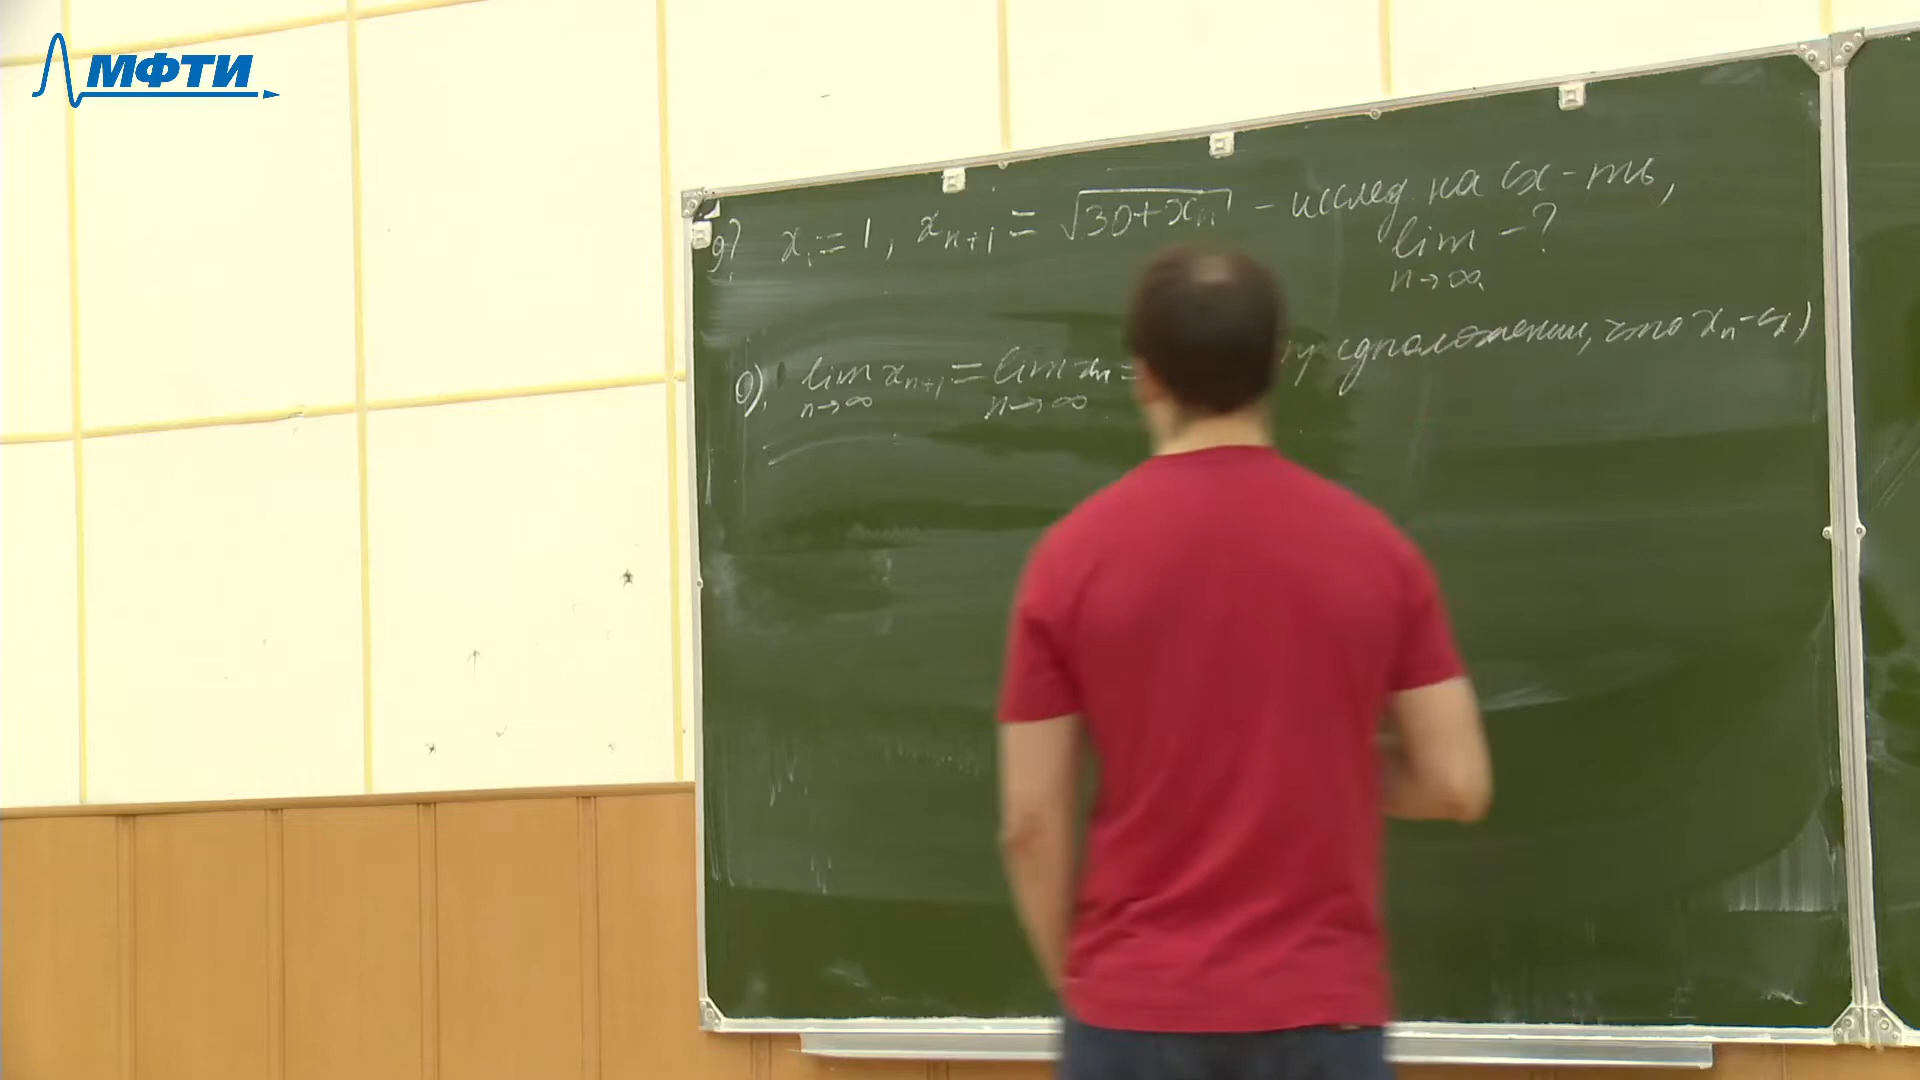 МФТИ
9? x₁ = 1, xₙ₊₁ = √(30+xₙ) - исслед. на сх-ть,
lim - ?
n→∞
0). lim xₙ₊₁ = lim xₙ = предположении, что xₙ - сх)
n→∞ n→∞